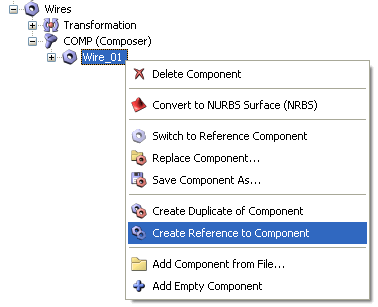 Wires
Transformation
COMP (Composer)
Wire_01
Delete Component
Convert to NURBS Surface (NRBS)
Switch to Reference Component
Replace Component...
Save Component As...
Create Duplicate of Component
Create Reference to Component
Add Component from File...
Add Empty Component